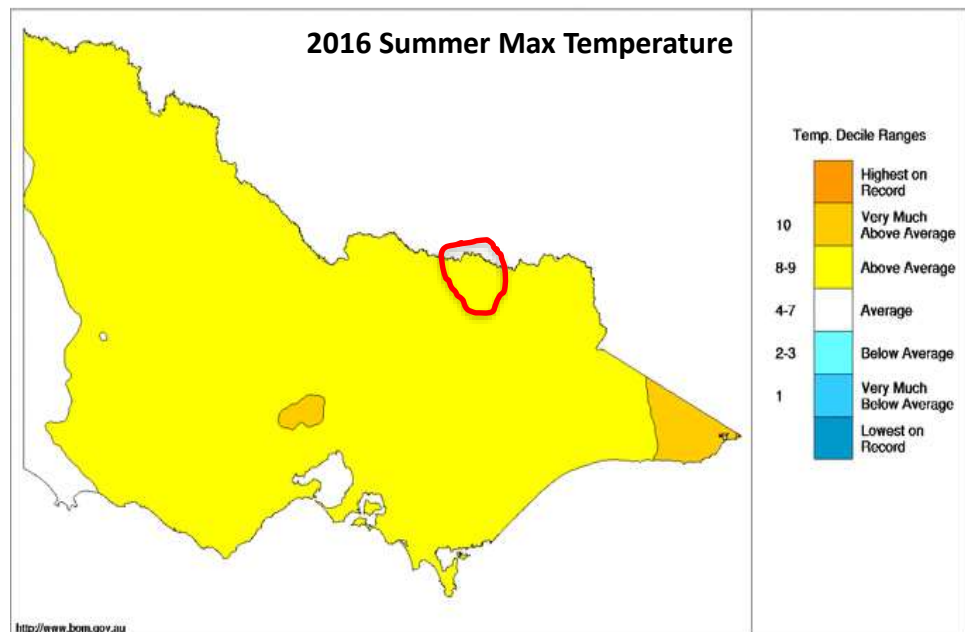 2016 Summer Max Temperature
Temp. Decile Ranges
Highest on
Record
10
Very Much
Above Average
8-9
Above Average
4-7
Average
2-3
Below Average
1
Very Much
Below Average
Lowest on
Record
http://www.bom.gov.au